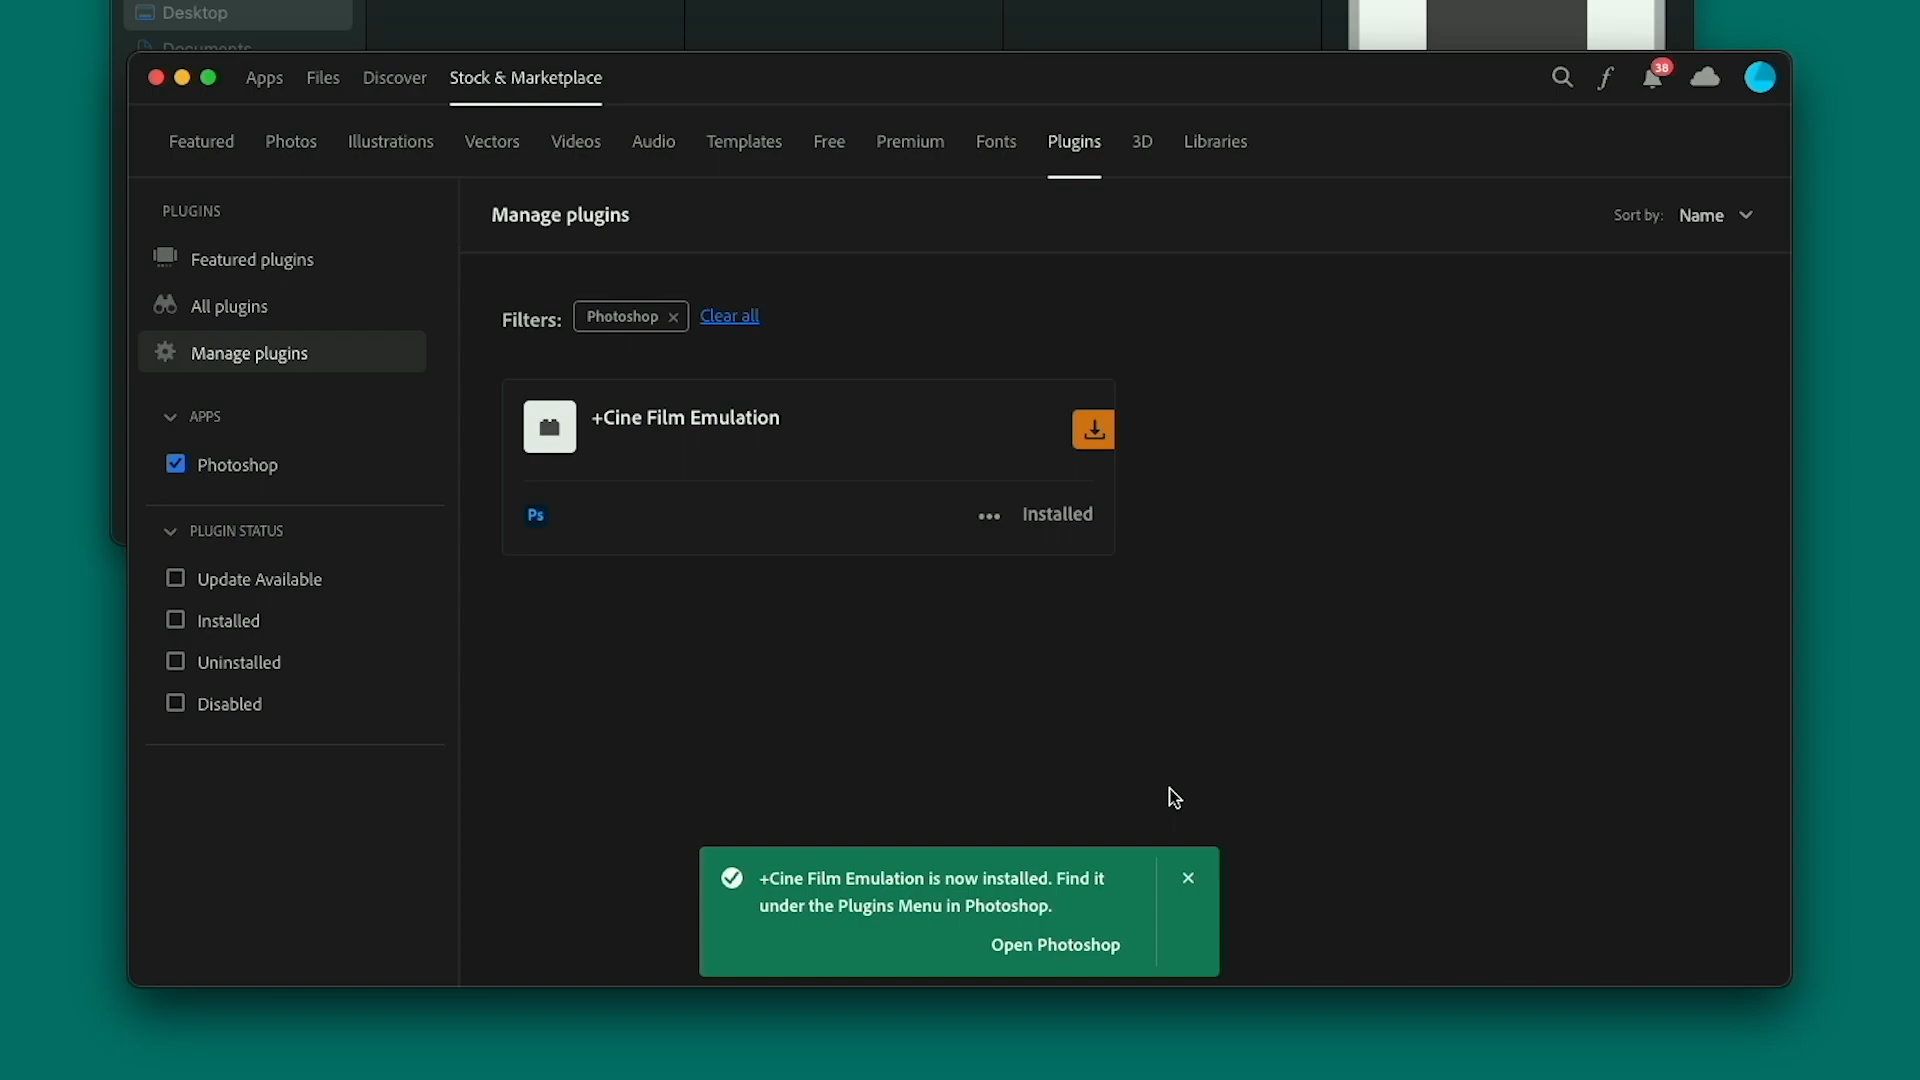 Desktop
Documents
Apps Files Discover Stock & Marketplace
38
Featured Photos Illustrations Vectors Videos Audio Templates Free Premium Fonts Plugins 3D Libraries
PLUGINS
Featured plugins
All plugins
Manage plugins
APPS
Photoshop
PLUGIN STATUS
Update Available
Installed
Uninstalled
Disabled
Manage plugins
Sort by: Name
Filters: Photoshop Clear all
+Cine Film Emulation
Ps
Installed
+Cine Film Emulation is now installed. Find it
under the Plugins Menu in Photoshop.
Open Photoshop